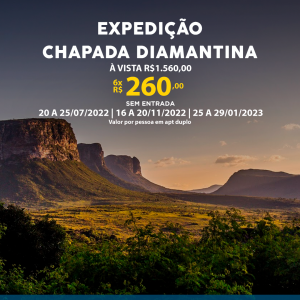 EXPEDIÇÃO
CHAPADA DIAMANTINA
À VISTA R$1.560,00
6x R$ 260,00
SEM ENTRADA
20 A 25/07/2022 | 16 A 20/11/2022 | 25 A 29/01/2023
Valor por pessoa em apt duplo